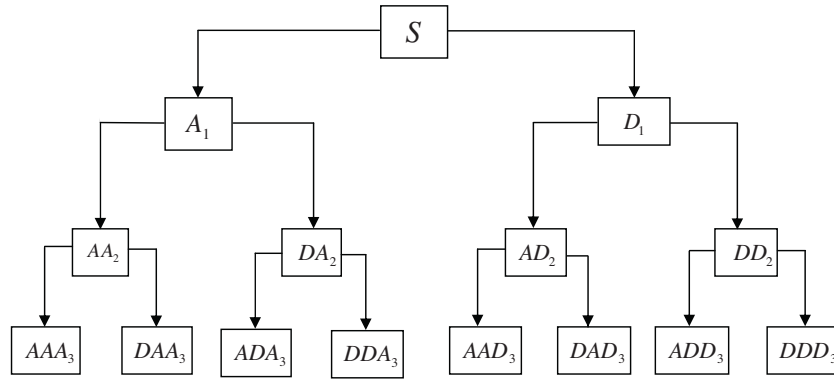 S
A₁ D₁
AA₂ DA₂ AD₂ DD₂
AAA₃ DAA₃ ADA₃ DDA₃ AAD₃ DAD₃ ADD₃ DDD₃